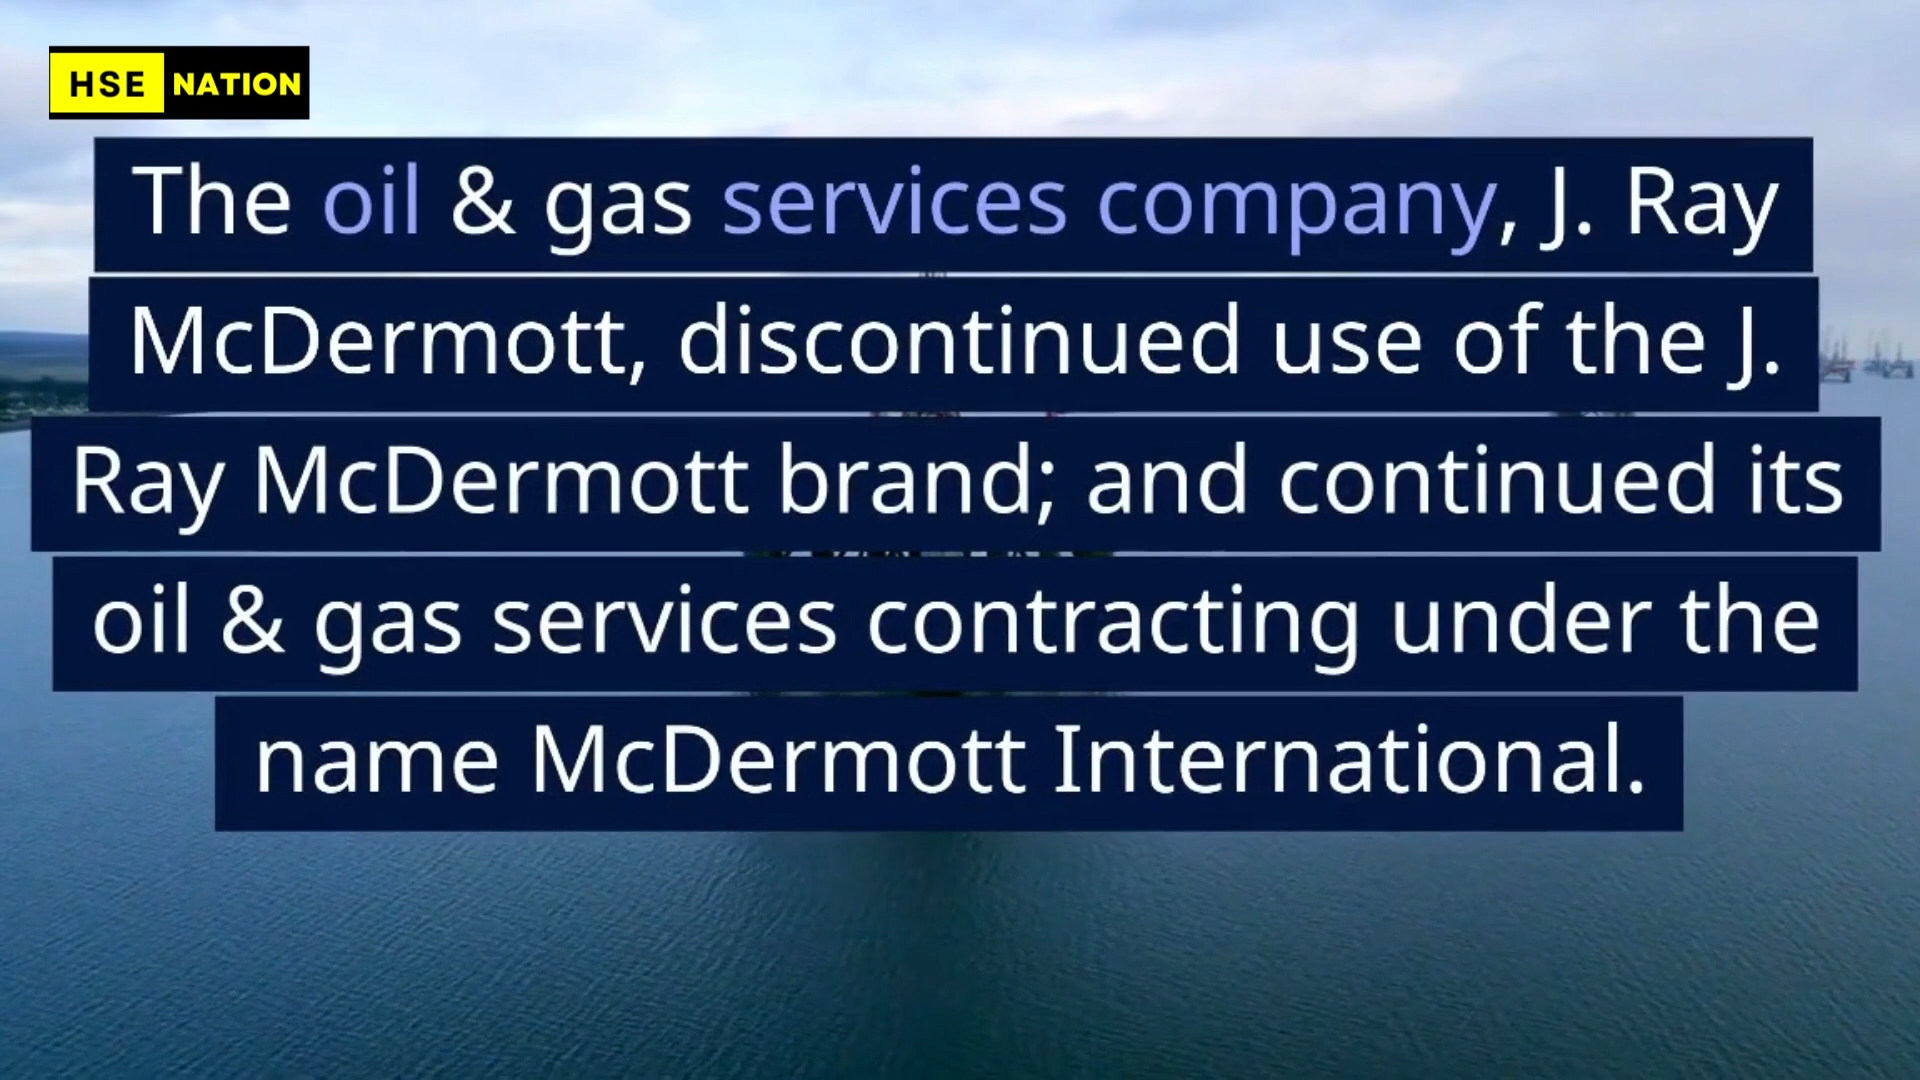 HSE NATION
The oil & gas services company, J. Ray
McDermott, discontinued use of the J.
Ray McDermott brand; and continued its
oil & gas services contracting under the
name McDermott International.